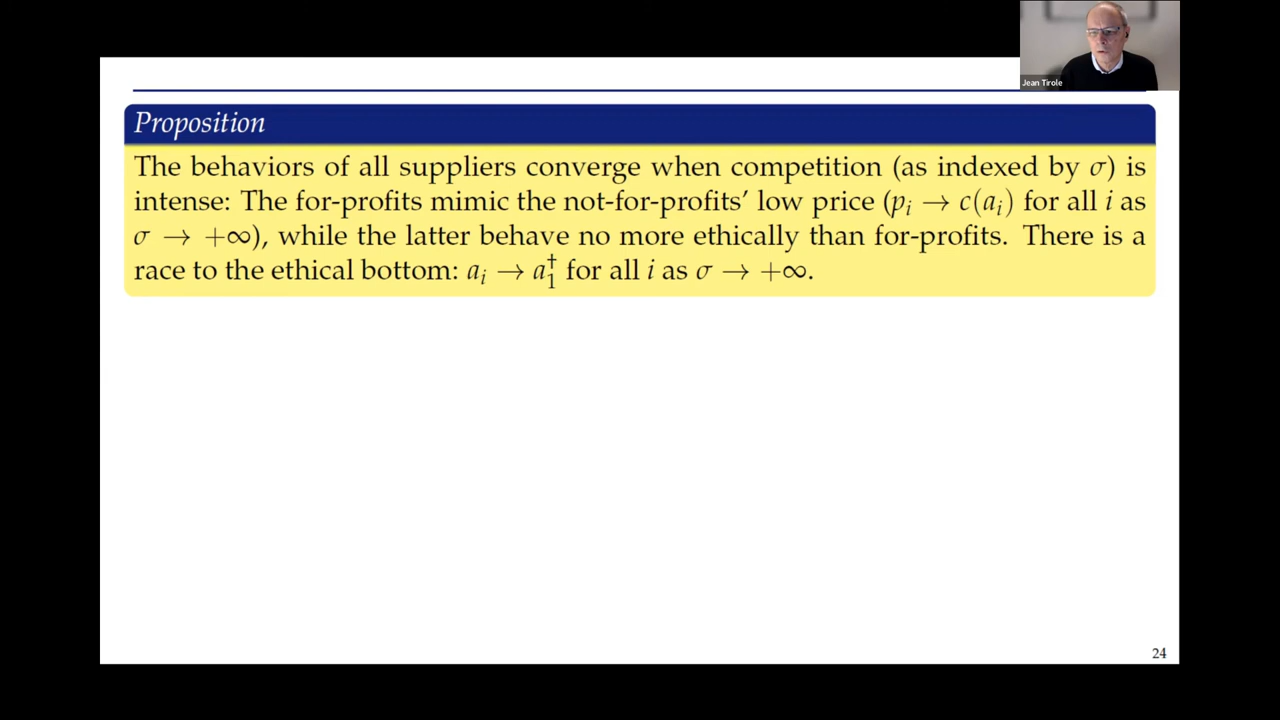 Jean Tirole
Proposition
The behaviors of all suppliers converge when competition (as indexed by σ) is
intense: The for-profits mimic the not-for-profits' low price (pᵢ → c(aᵢ) for all i as
σ → +∞), while the latter behave no more ethically than for-profits. There is a
race to the ethical bottom: aᵢ → a₁† for all i as σ → +∞.
24